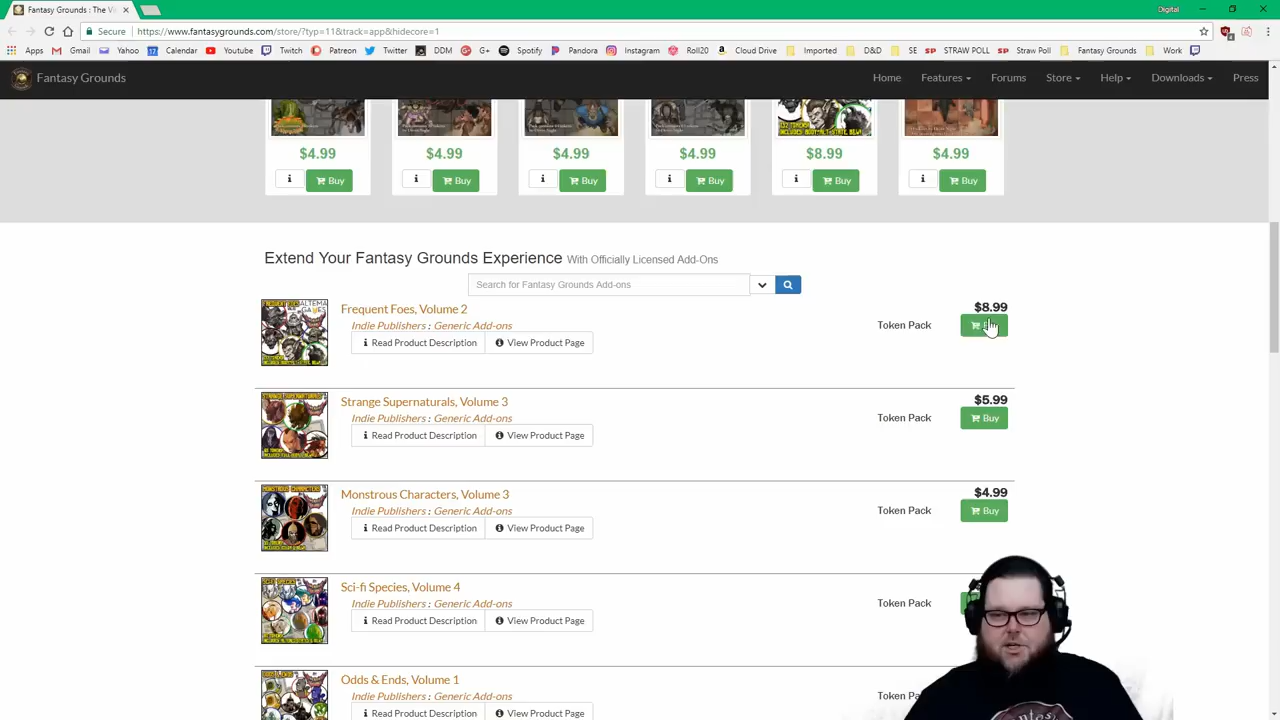 Fantasy Grounds : The Vi
Digital
Secure
https://www.fantasygrounds.com/store/?typ=11&track=app&hidecore=1
Apps Gmail Yahoo Calendar Youtube Twitch Patreon Twitter DDM G+ Spotify Pandora Instagram Roll20 Cloud Drive Imported D&D SE STRAW POLL Straw Poll Fantasy Grounds Work
Fantasy Grounds
Home Features Forums Store Help Downloads Press
$4.99 $4.99 $4.99 $4.99 $8.99 $4.99
i Buy i Buy i Buy i Buy i Buy i Buy
Extend Your Fantasy Grounds Experience With Officially Licensed Add-Ons
Search for Fantasy Grounds Add-ons
Frequent Foes, Volume 2
$8.99
Indie Publishers : Generic Add-ons
Token Pack
Read Product Description View Product Page
Strange Supernaturals, Volume 3
$5.99
Indie Publishers : Generic Add-ons
Token Pack
Buy
Read Product Description View Product Page
Monstrous Characters, Volume 3
$4.99
Indie Publishers : Generic Add-ons
Token Pack
Buy
Read Product Description View Product Page
Sci-fi Species, Volume 4
Indie Publishers : Generic Add-ons
Token Pack
Read Product Description View Product Page
Odds & Ends, Volume 1
Indie Publishers : Generic Add-ons
Token Pa
Read Product Description View Product Page